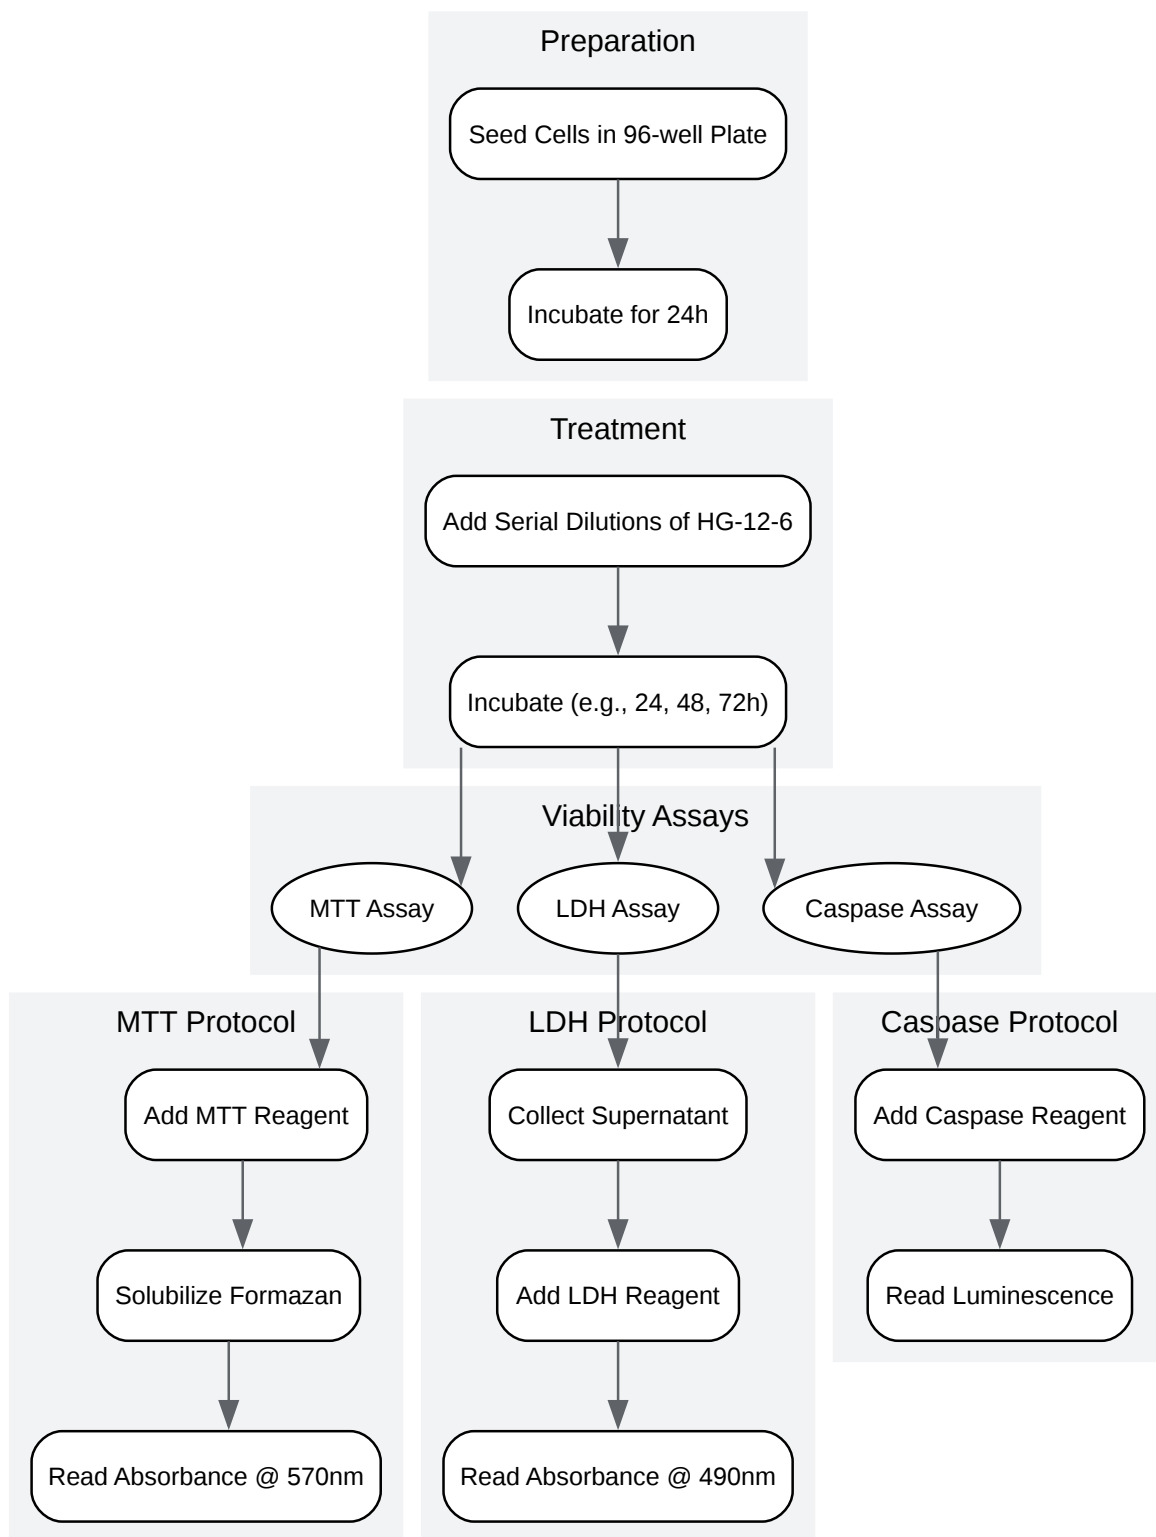 Preparation
Seed Cells in 96-well Plate
Incubate for 24h
Treatment
Add Serial Dilutions of HG-12-6
Incubate (e.g., 24, 48, 72h)
Viability Assays
MTT Assay
LDH Assay
Caspase Assay
MTT Protocol
Add MTT Reagent
Solubilize Formazan
Read Absorbance @ 570nm
LDH Protocol
Collect Supernatant
Add LDH Reagent
Read Absorbance @ 490nm
Caspase Protocol
Add Caspase Reagent
Read Luminescence